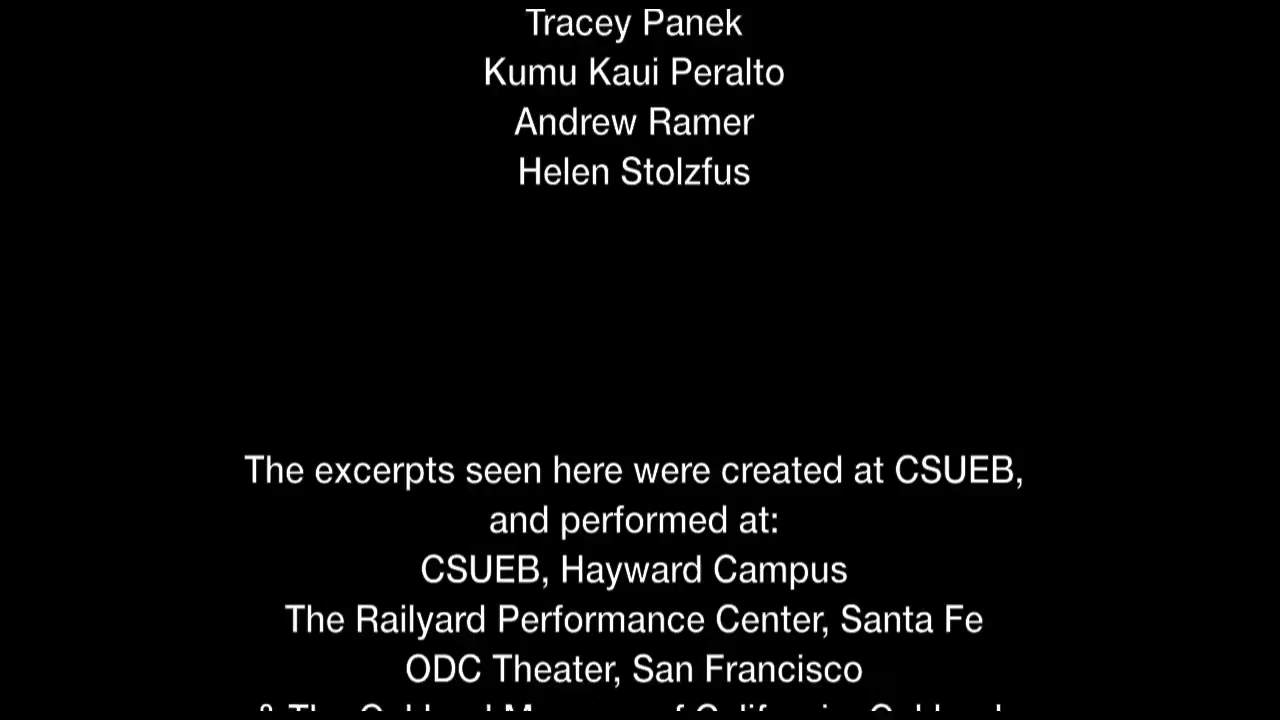 Tracey Panek
Kumu Kaui Peralto
Andrew Ramer
Helen Stolzfus
The excerpts seen here were created at CSUEB,
and performed at:
CSUEB, Hayward Campus
The Railyard Performance Center, Santa Fe
ODC Theater, San Francisco
& The Oakland Museum of California, Oakland